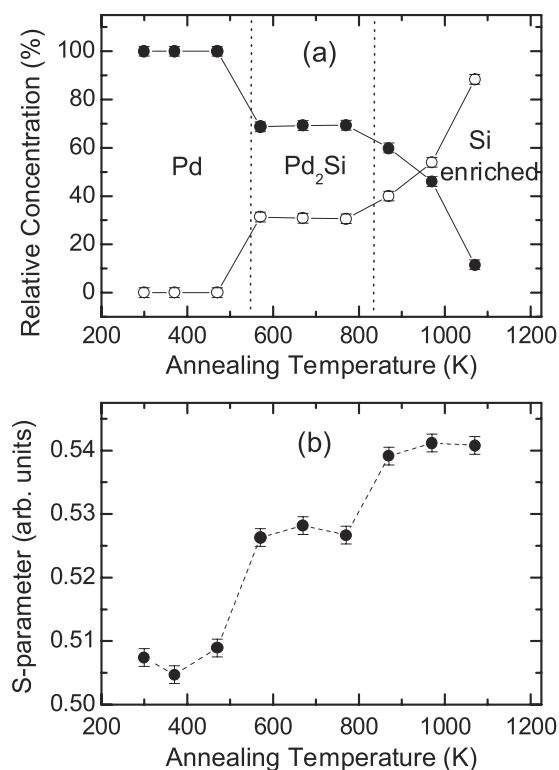 (a)
100
80
60
40
20
0
Relative Concentration (%)
Pd
Pd2Si
Si
enriched
200 400 600 800 1000 1200
Annealing Temperature (K)
(b)
0.54
0.53
0.52
0.51
0.50
S-parameter (arb. units)
200 400 600 800 1000 1200
Annealing Temperature (K)